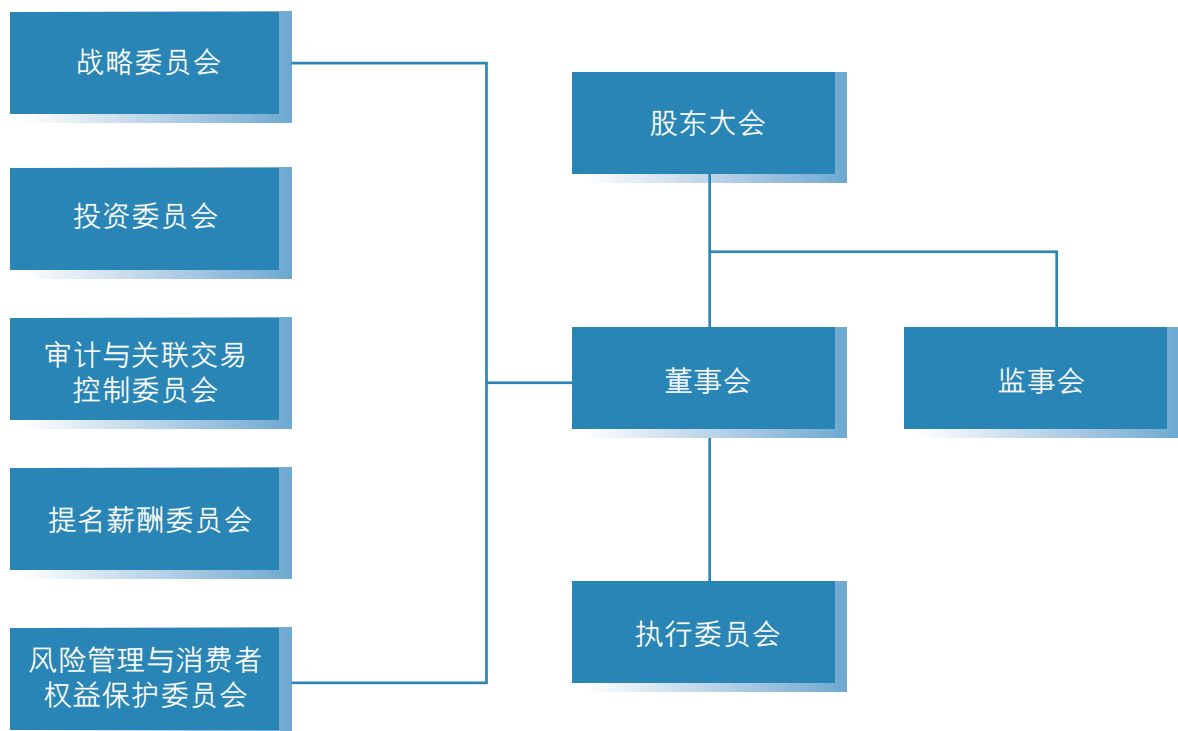 战略委员会
投资委员会
审计与关联交易
控制委员会
提名薪酬委员会
风险管理与消费者
权益保护委员会
股东大会
董事会
监事会
执行委员会